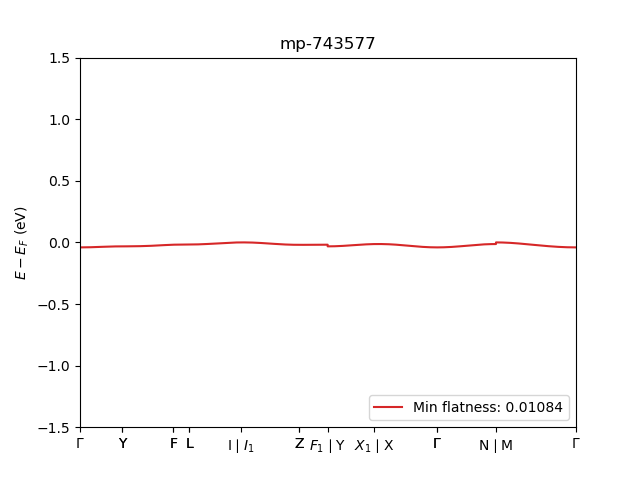 mp-743577
1.5
1.0
0.5
0.0
−0.5
−1.0
−1.5
E − E_F (eV)
Min flatness: 0.01084
Γ Y F L I | I_1 Z F_1 | Y X_1 | X Γ N | M Γ